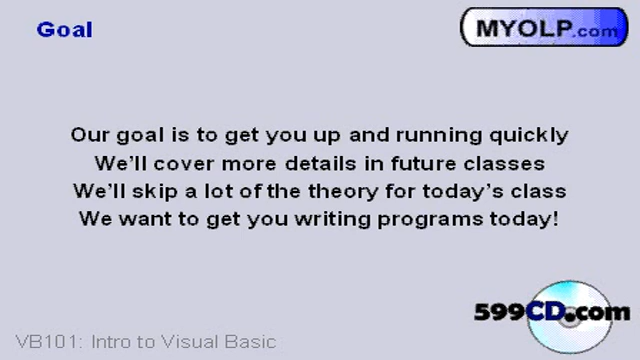 Goal
MYOLP.com
Our goal is to get you up and running quickly
We'll cover more details in future classes
We'll skip a lot of the theory for today's class
We want to get you writing programs today!
599CD.com
VB101: Intro to Visual Basic